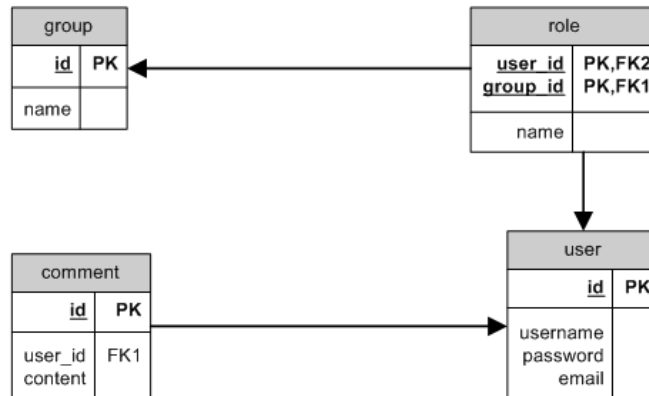 group
id PK
name
role
user_id PK,FK2
group_id PK,FK1
name
comment
id PK
user_id FK1
content
user
id PK
username
password
email